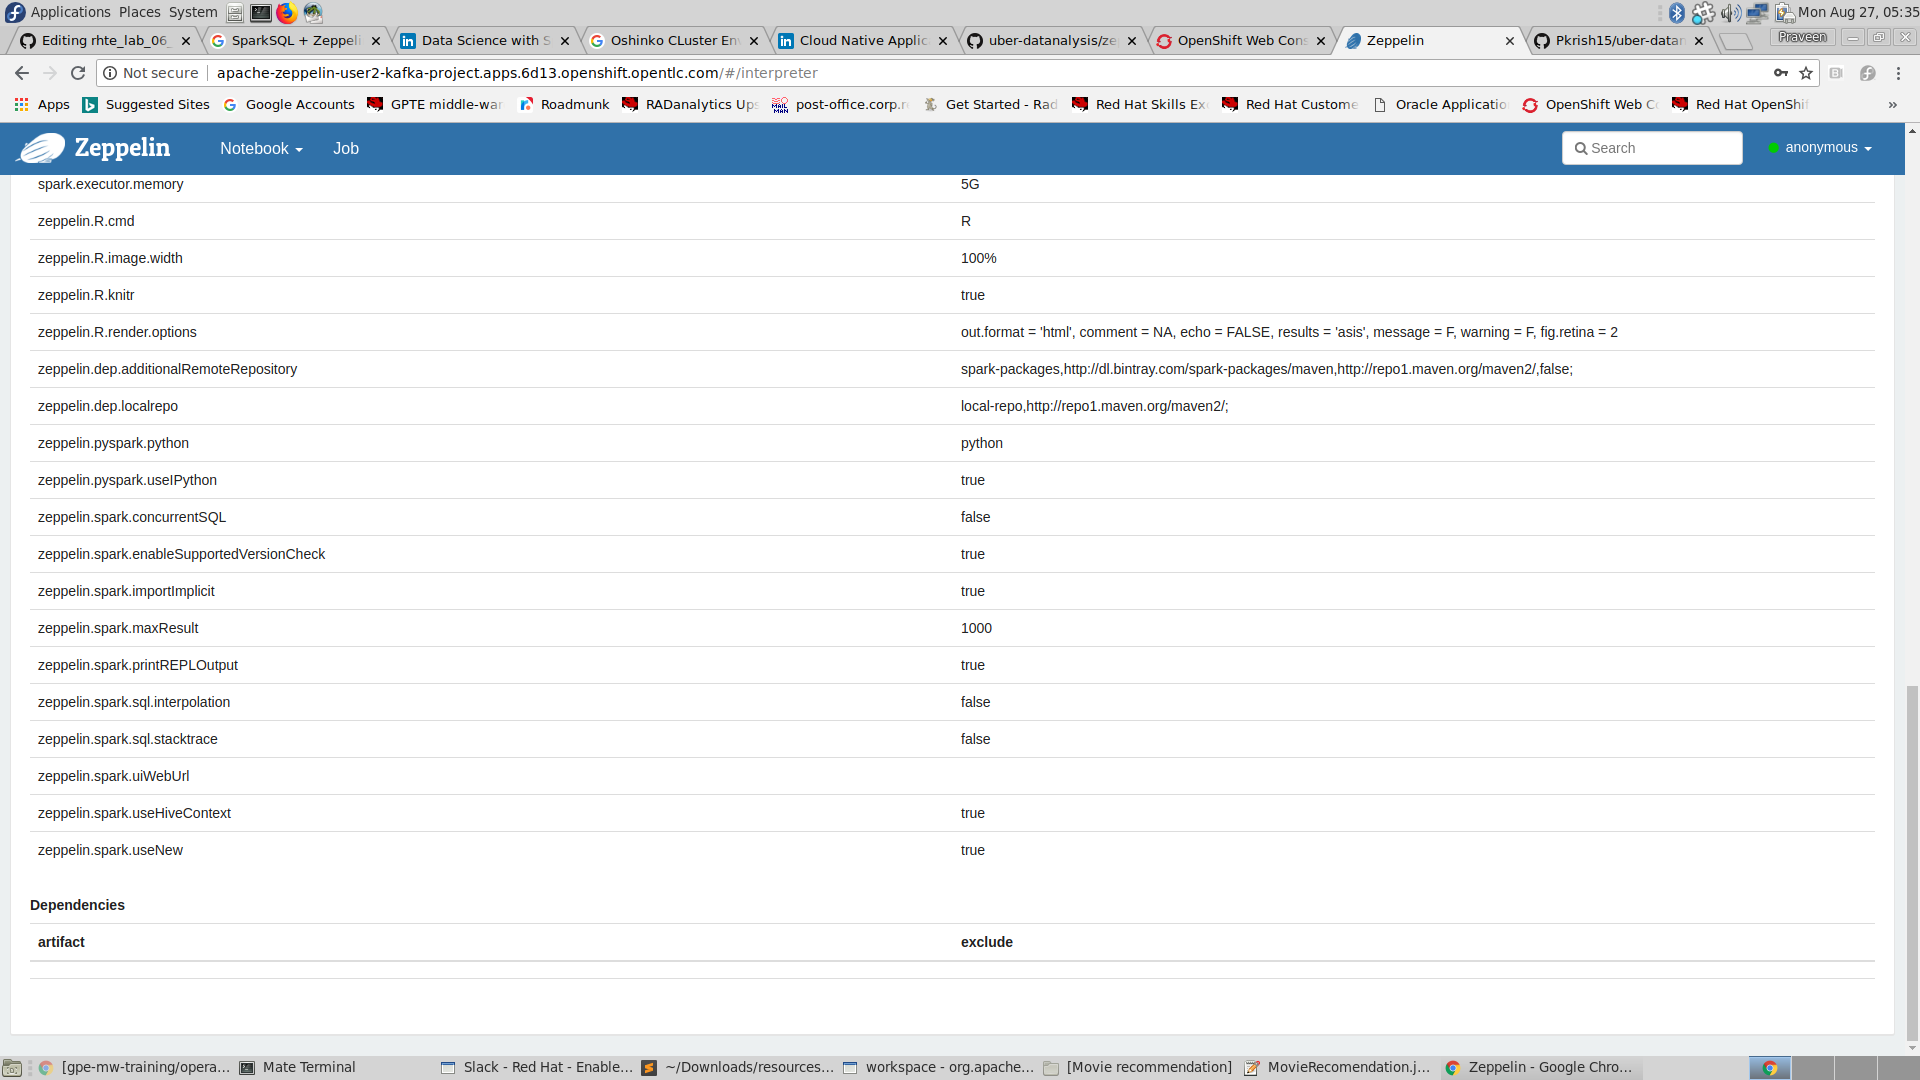 Applications Places System Mon Aug 27, 05:35
Editing rhte_lab_06_ SparkSQL + Zeppeli Data Science with S Oshinko CLuster En Cloud Native Applic uber-datanalysis/ze OpenShift Web Con Zeppelin Pkrish15/uber-datan Praveen
Not secure apache-zeppelin-user2-kafka-project.apps.6d13.openshift.opentlc.com/#/interpreter
Apps Suggested Sites Google Accounts GPTE middle-wa Roadmunk RADanalytics Ups post-office.corp.r Get Started - Rad Red Hat Skills Ex Red Hat Custome Oracle Applicatio OpenShift Web C Red Hat OpenShif »
Zeppelin Notebook Job Search anonymous
spark.executor.memory 5G
zeppelin.R.cmd R
zeppelin.R.image.width 100%
zeppelin.R.knitr true
zeppelin.R.render.options out.format = 'html', comment = NA, echo = FALSE, results = 'asis', message = F, warning = F, fig.retina = 2
zeppelin.dep.additionalRemoteRepository spark-packages,http://dl.bintray.com/spark-packages/maven,http://repo1.maven.org/maven2/,false;
zeppelin.dep.localrepo local-repo,http://repo1.maven.org/maven2/;
zeppelin.pyspark.python python
zeppelin.pyspark.useIPython true
zeppelin.spark.concurrentSQL false
zeppelin.spark.enableSupportedVersionCheck true
zeppelin.spark.importImplicit true
zeppelin.spark.maxResult 1000
zeppelin.spark.printREPLOutput true
zeppelin.spark.sql.interpolation false
zeppelin.spark.sql.stacktrace false
zeppelin.spark.uiWebUrl
zeppelin.spark.useHiveContext true
zeppelin.spark.useNew true
Dependencies
artifact exclude
[gpe-mw-training/opera... Mate Terminal Slack - Red Hat - Enable... ~/Downloads/resources... workspace - org.apache... [Movie recommendation] MovieRecomendation.j... Zeppelin - Google Chro...